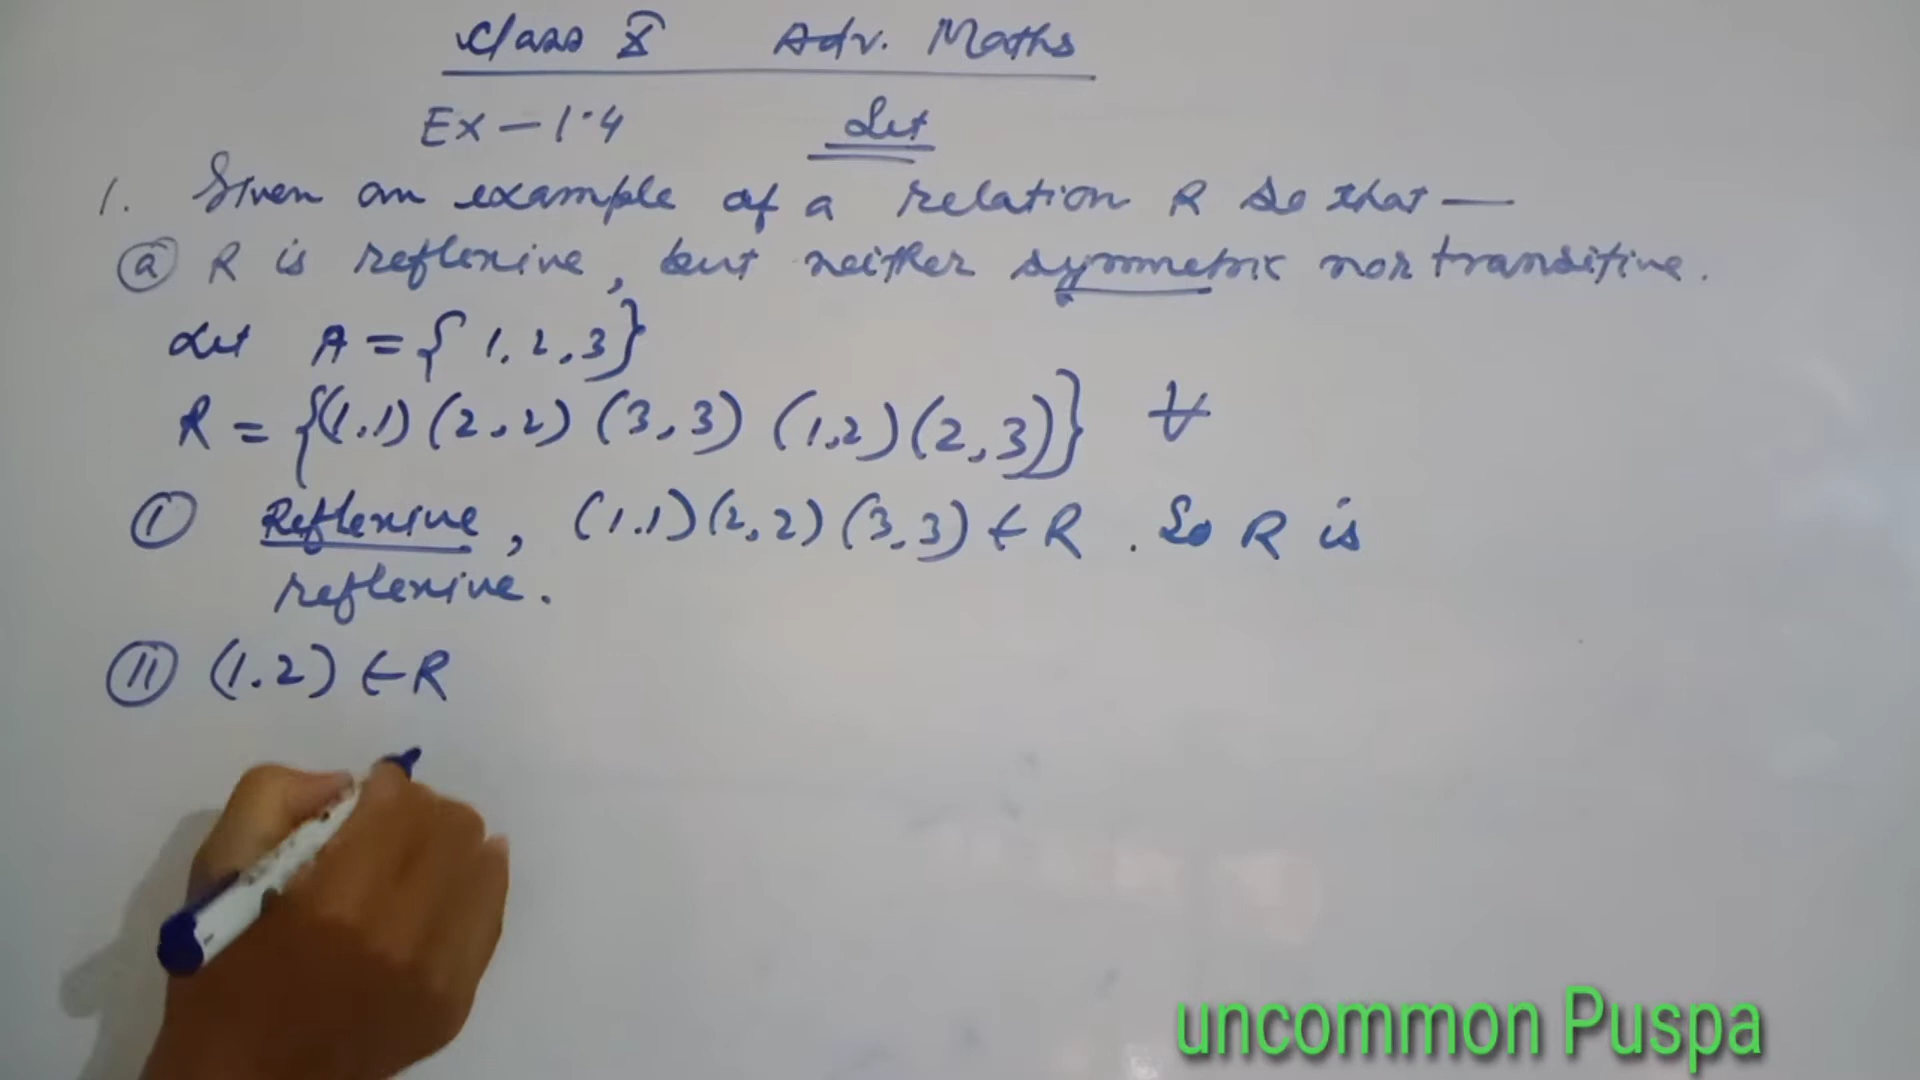 Class X Adv. Maths
Ex-1.4 Set
1. Given an example of a relation R so that —
(a) R is reflexive, but neither symmetric nor transitive.
Let A = { 1, 2, 3}
R = {(1,1) (2,2) (3,3) (1,2) (2,3)} ∀
(I) Reflexive, (1.1) (2,2) (3,3) ∈ R . So R is
reflexive.
(II) (1.2) ∈ R
uncommon Puspa